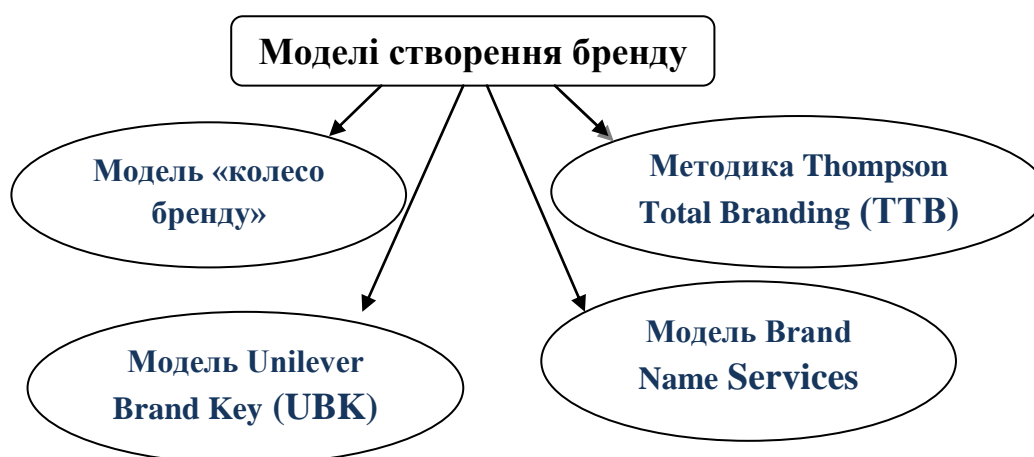 Моделі створення бренду
Модель «колесо
бренду»
Методика Thompson
Total Branding (TTB)
Модель Unilever
Brand Key (UBK)
Модель Brand
Name Services